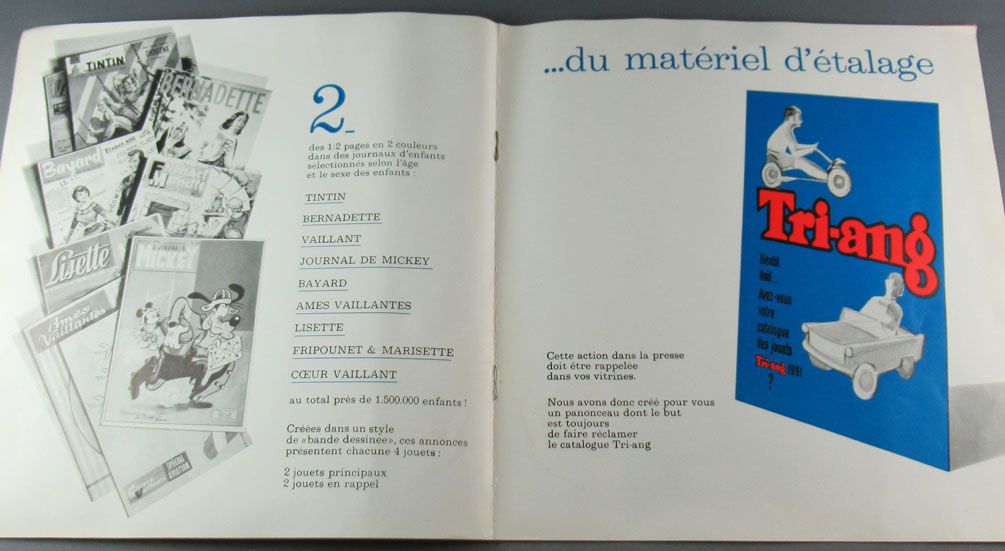 TINTIN
BERNADETTE
Bayard
Lisette
Ames
Vaillantes
MICKEY
SPECIAL
AVIATION
2
des 1/2 pages en 2 couleurs
dans des journaux d'enfants
sélectionnés selon l'âge
et le sexe des enfants :
TINTIN
BERNADETTE
VAILLANT
JOURNAL DE MICKEY
BAYARD
AMES VAILLANTES
LISETTE
FRIPOUNET & MARISETTE
CŒUR VAILLANT
au total près de 1.500.000 enfants !
Créées dans un style
de «bande dessinée», ces annonces
présentent chacune 4 jouets :
2 jouets principaux
2 jouets en rappel
...du matériel d'étalage
Tri-ang
Bientôt
Noël...
Avez-vous
votre
catalogue
des jouets
Tri-ang 1961
?
Cette action dans la presse
doit être rappelée
dans vos vitrines.
Nous avons donc créé pour vous
un panonceau dont le but
est toujours
de faire réclamer
le catalogue Tri-ang